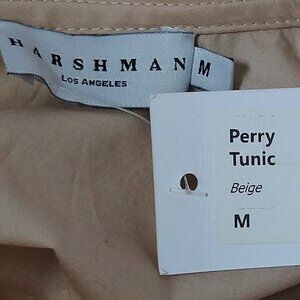 HARSHMAN
M
LOS ANGELES
Perry
Tunic
Beige
M